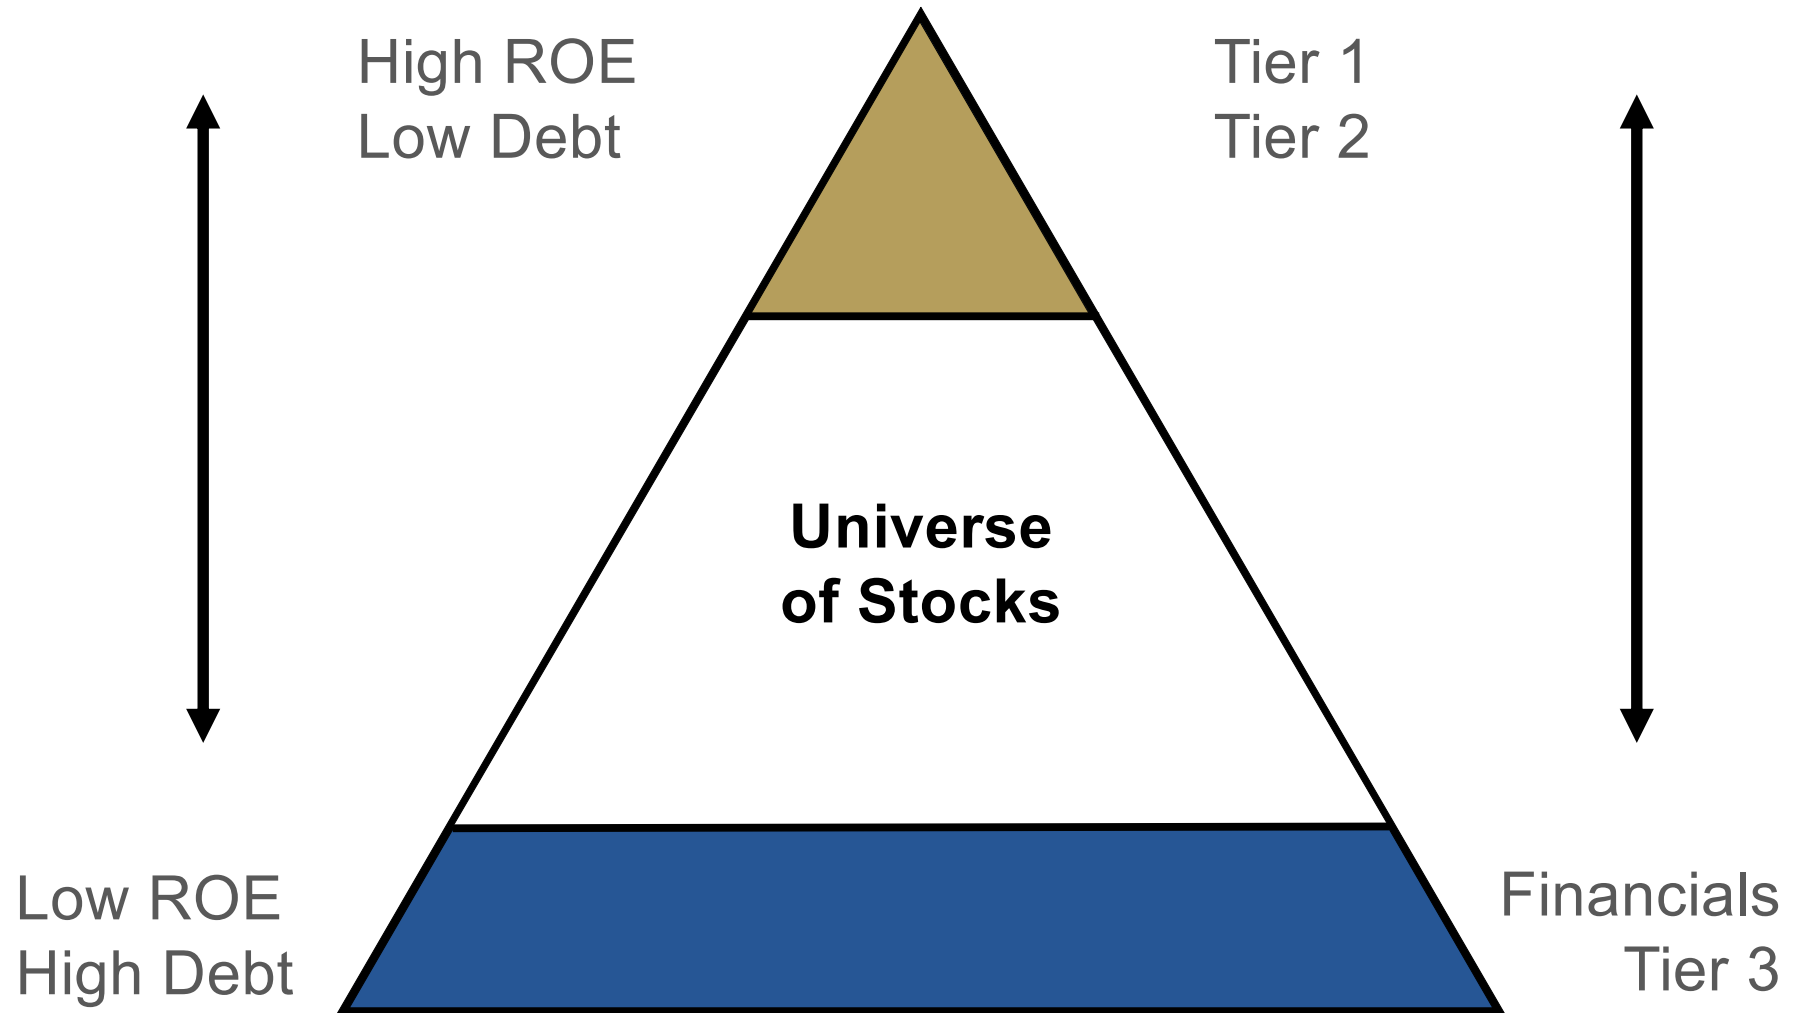 High ROE
Low Debt
Tier 1
Tier 2
Universe
of Stocks
Low ROE
High Debt
Financials
Tier 3